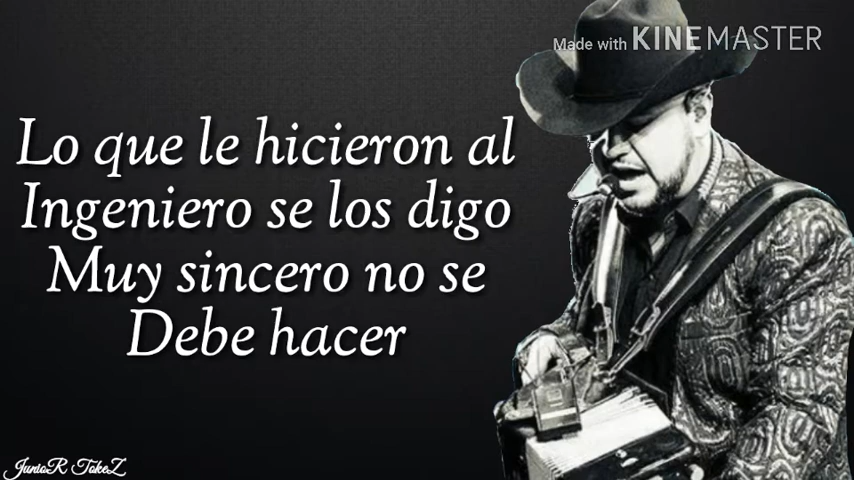 Made with KINEMASTER
Lo que le hicieron al
Ingeniero se los digo
Muy sincero no se
Debe hacer
JunioR TokeZ